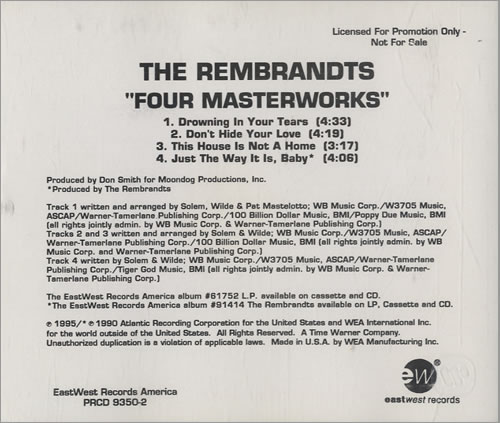 Licensed For Promotion Only -
Not For Sale
THE REMBRANDTS
"FOUR MASTERWORKS"
1. Drowning In Your Tears (4:33)
2. Don't Hide Your Love (4:19)
3. This House Is Not A Home (3:17)
4. Just The Way It Is, Baby* (4:06)
Produced by Don Smith for Moondog Productions, Inc.
*Produced by The Rembrandts
Track 1 written and arranged by Solem, Wilde & Pat Mastelotto; WB Music Corp./W3705 Music,
ASCAP/Warner-Tamerlane Publishing Corp./100 Billion Dollar Music, BMI/Poppy Due Music, BMI
(all rights jointly admin. by WB Music Corp. & Warner-Tamerlane Publishing Corp.)
Tracks 2 and 3 written and arranged by Solem & Wilde; WB Music Corp./W3705 Music, ASCAP/
Warner-Tamerlane Publishing Corp./100 Billion Dollar Music, BMI (all rights jointly admin. by WB
Music Corp. and Warner-Tamerlane Publishing Corp.)
Track 4 written by Solem & Wilde; WB Music Corp./W3705 Music, ASCAP/Warner-Tamerlane
Publishing Corp./Tiger God Music, BMI (all rights jointly admin. by WB Music Corp. & Warner-
Tamerlane Publishing Corp.)
The EastWest Records America album #61752 L.P. available on cassette and CD.
*The EastWest Records America album #91414 The Rembrandts available on LP, Cassette and CD.
℗ 1995/* ℗ 1990 Atlantic Recording Corporation for the United States and WEA International Inc.
for the world outside of the United States. All Rights Reserved. A Time Warner Company.
Unauthorized duplication is a violation of applicable laws. Made in U.S.A. by WEA Manufacturing Inc.
EastWest Records America
PRCD 9350-2
ew®
eastwest records